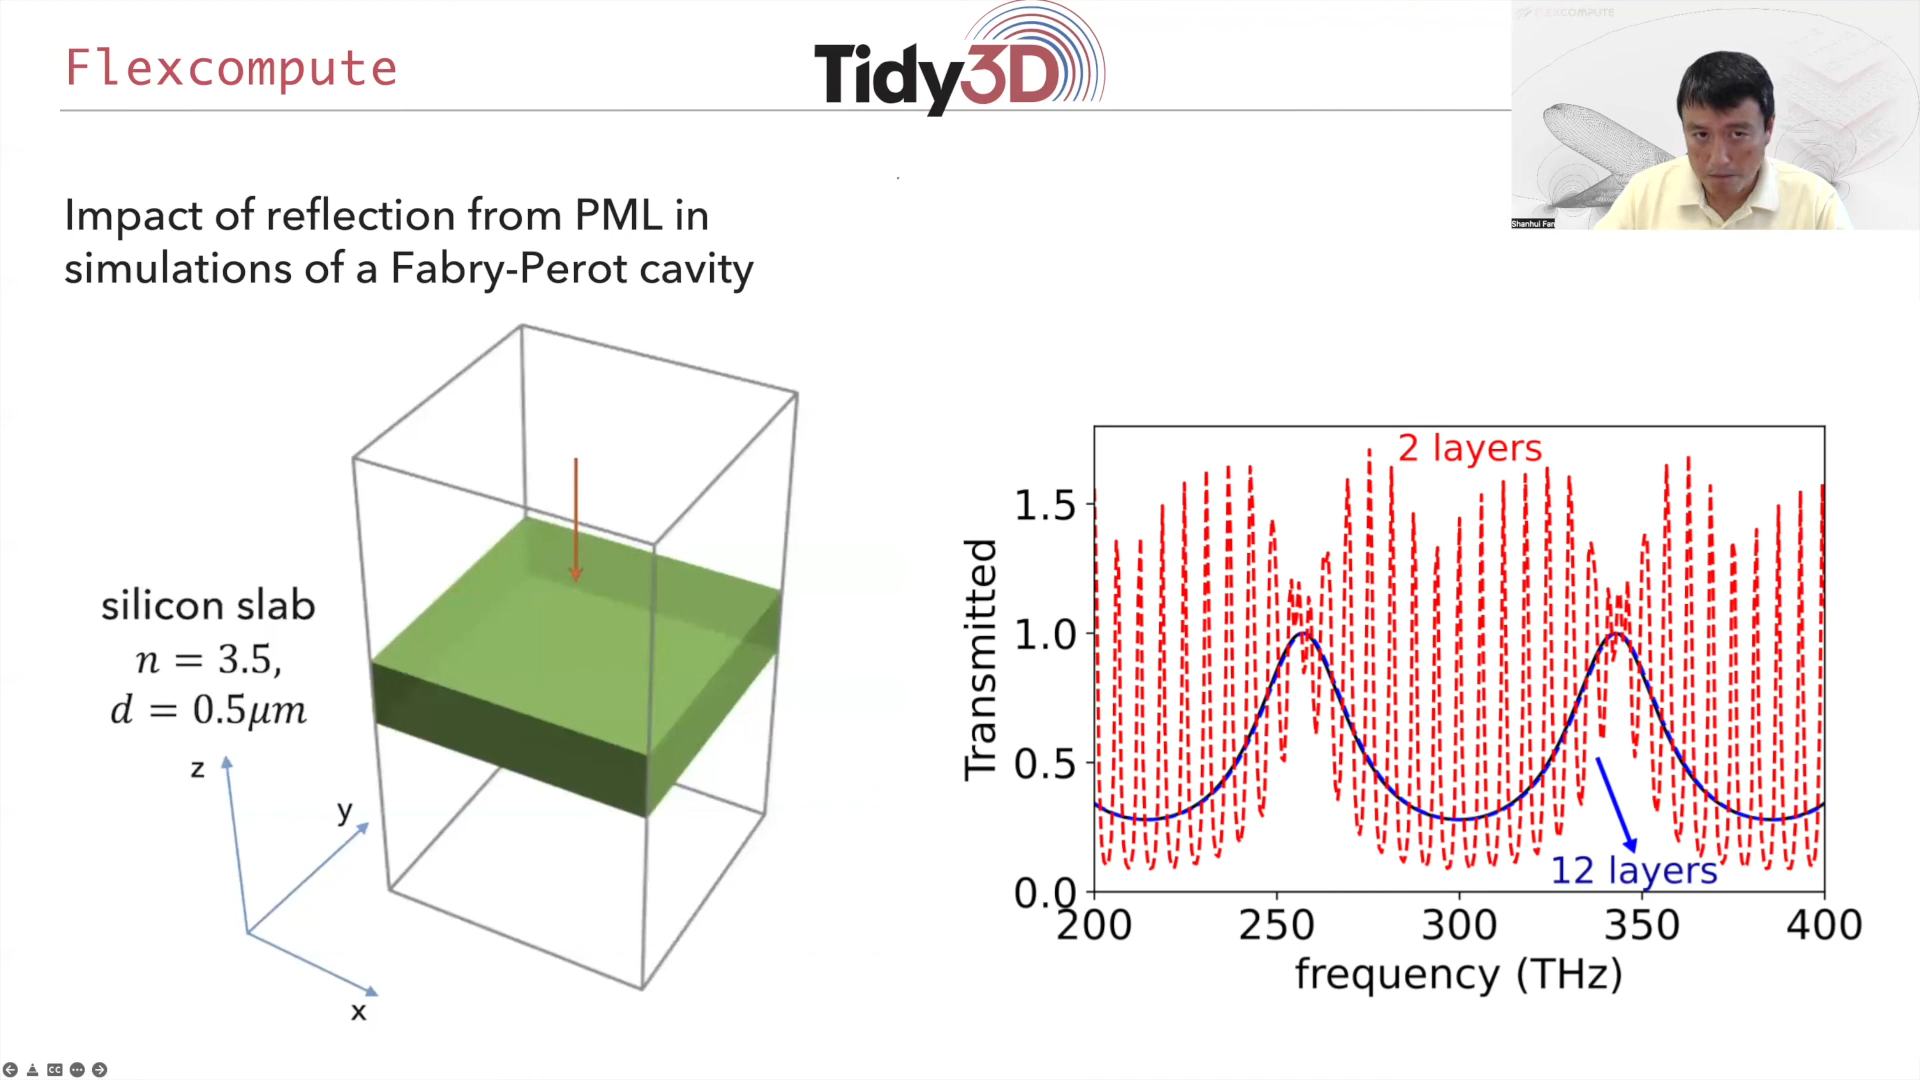 Flexcompute
Tidy3D
FLEXCOMPUTE
Shanhui Fan
Impact of reflection from PML in
simulations of a Fabry-Perot cavity
silicon slab
n = 3.5,
d = 0.5μm
z
y
x
2 layers
12 layers
Transmitted
1.5
1.0
0.5
0.0
200 250 300 350 400
frequency (THz)
CC